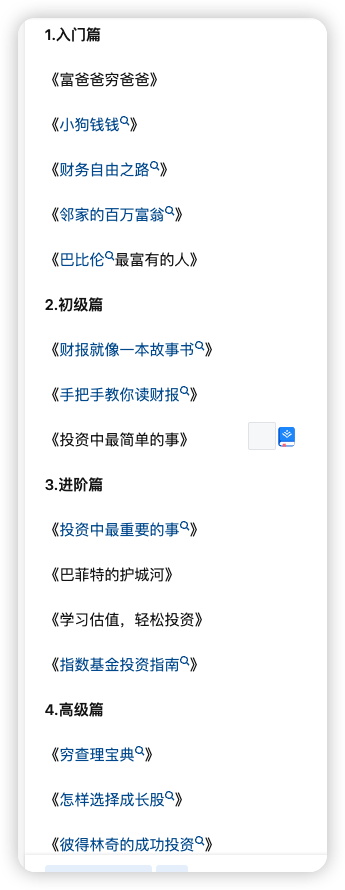 1.入门篇
《富爸爸穷爸爸》
《小狗钱钱》
《财务自由之路》
《邻家的百万富翁》
《巴比伦最富有的人》
2.初级篇
《财报就像一本故事书》
《手把手教你读财报》
《投资中最简单的事》
3.进阶篇
《投资中最重要的事》
《巴菲特的护城河》
《学习估值，轻松投资》
《指数基金投资指南》
4.高级篇
《穷查理宝典》
《怎样选择成长股》
《彼得林奇的成功投资》